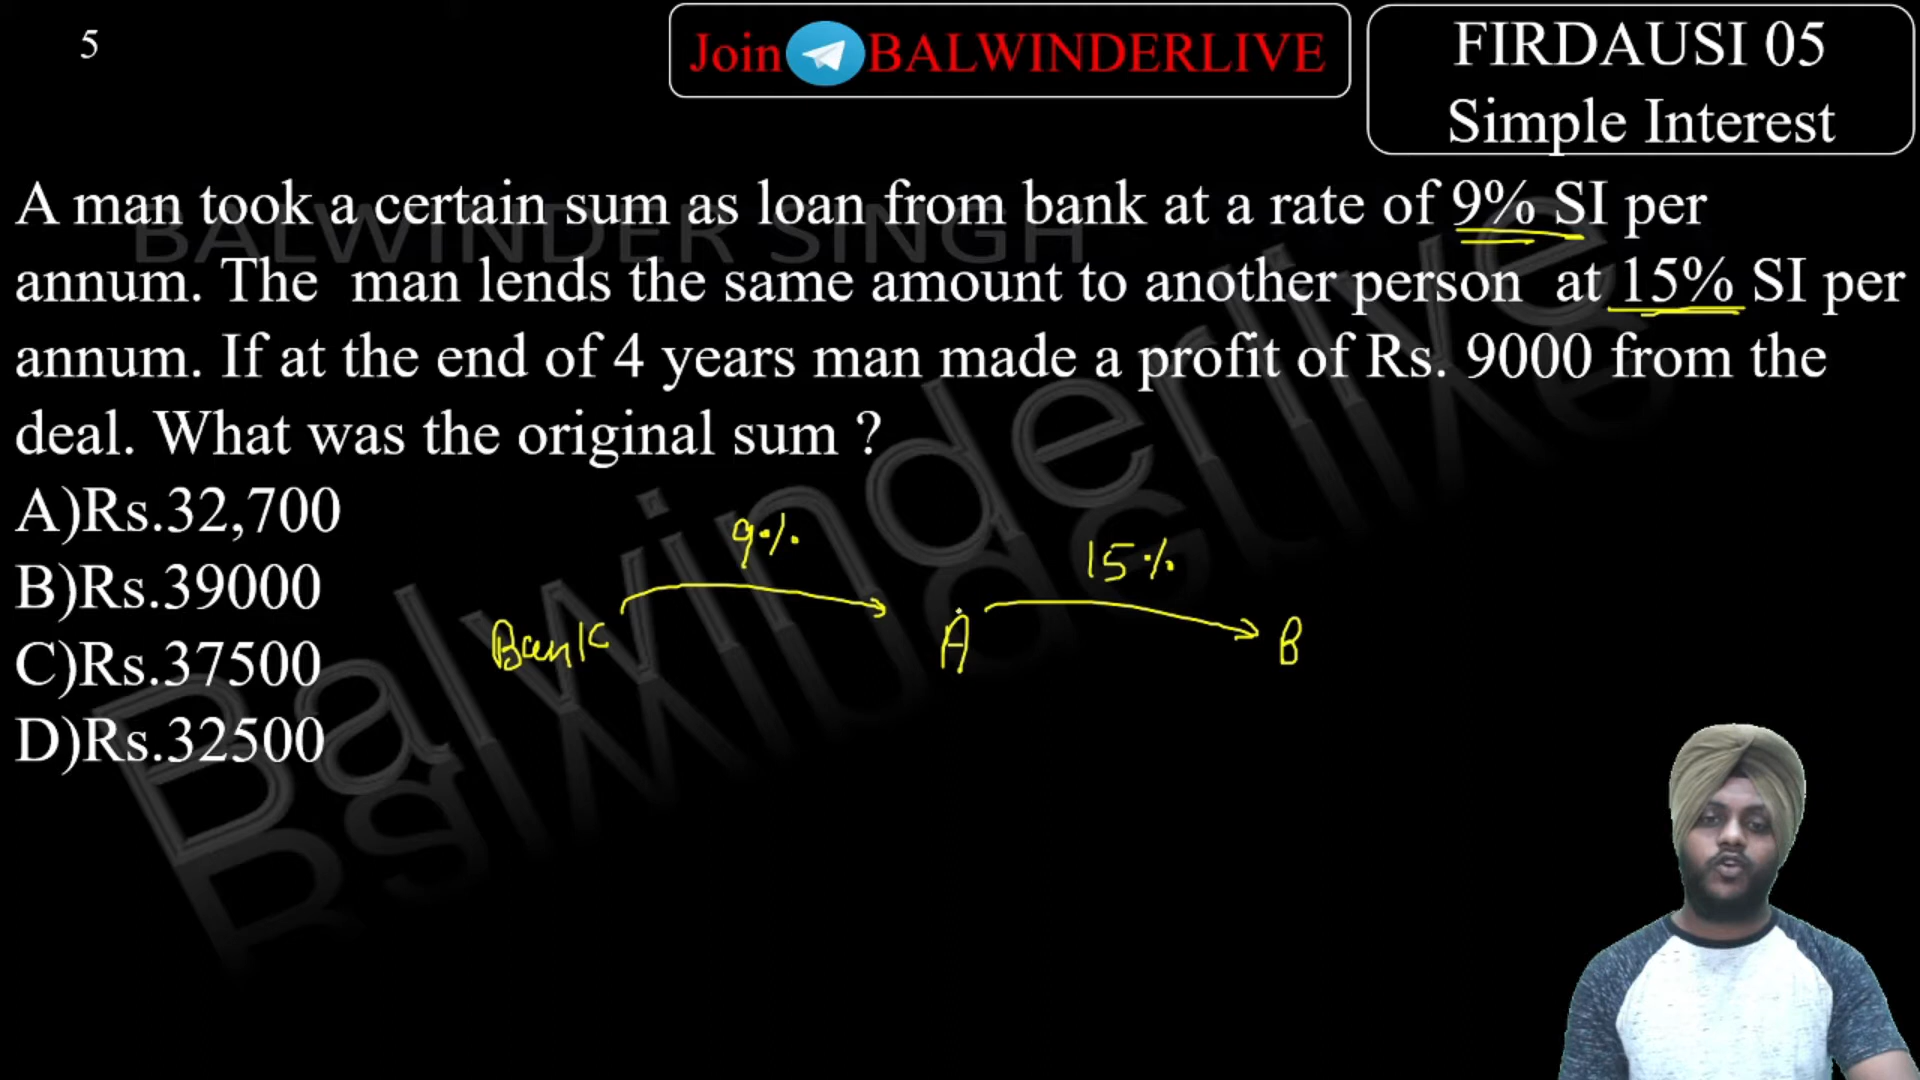 5
Join BALWINDERLIVE
FIRDAUSI 05
Simple Interest
A man took a certain sum as loan from bank at a rate of 9% SI per
annum. The man lends the same amount to another person at 15% SI per
annum. If at the end of 4 years man made a profit of Rs. 9000 from the
deal. What was the original sum ?
A)Rs.32,700
B)Rs.39000
C)Rs.37500
D)Rs.32500
9%
15%
Bank A B
BALWINDER SINGH
Balwinderlive